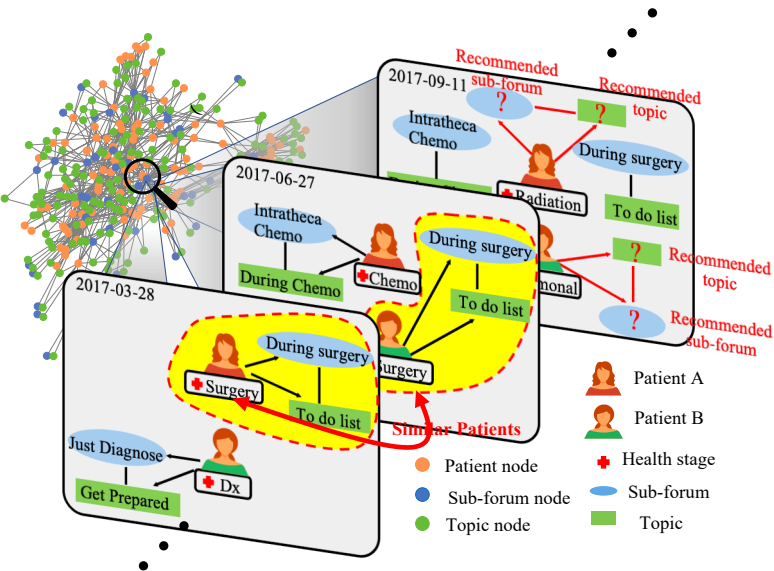 2017-09-11
Recommended
sub-forum
?
?
Recommended
topic
Intratheca
Chemo
During surgery
Radiation
To do list
?
Recommended
topic
monal
?
Recommended
sub-forum
2017-06-27
Intratheca
Chemo
During Chemo
Chemo
During surgery
To do list
Surgery
2017-03-28
During surgery
Surgery
To do list
Similar Patients
Just Diagnose
Dx
Get Prepared
Patient A
Patient B
Health stage
Sub-forum
Topic
Patient node
Sub-forum node
Topic node